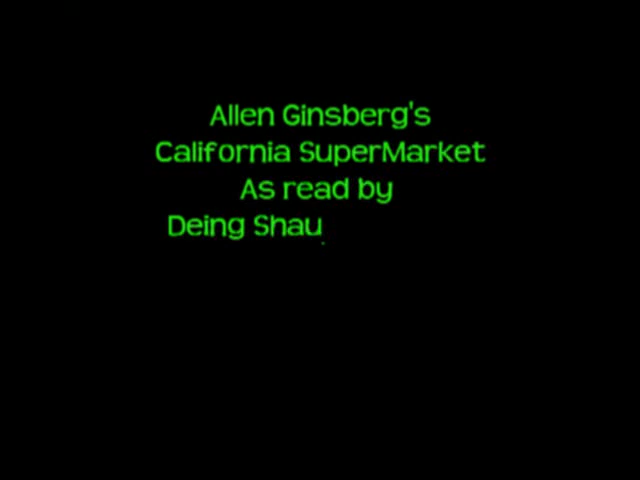 Allen Ginsberg's
California SuperMarket
As read by
Deing Shau